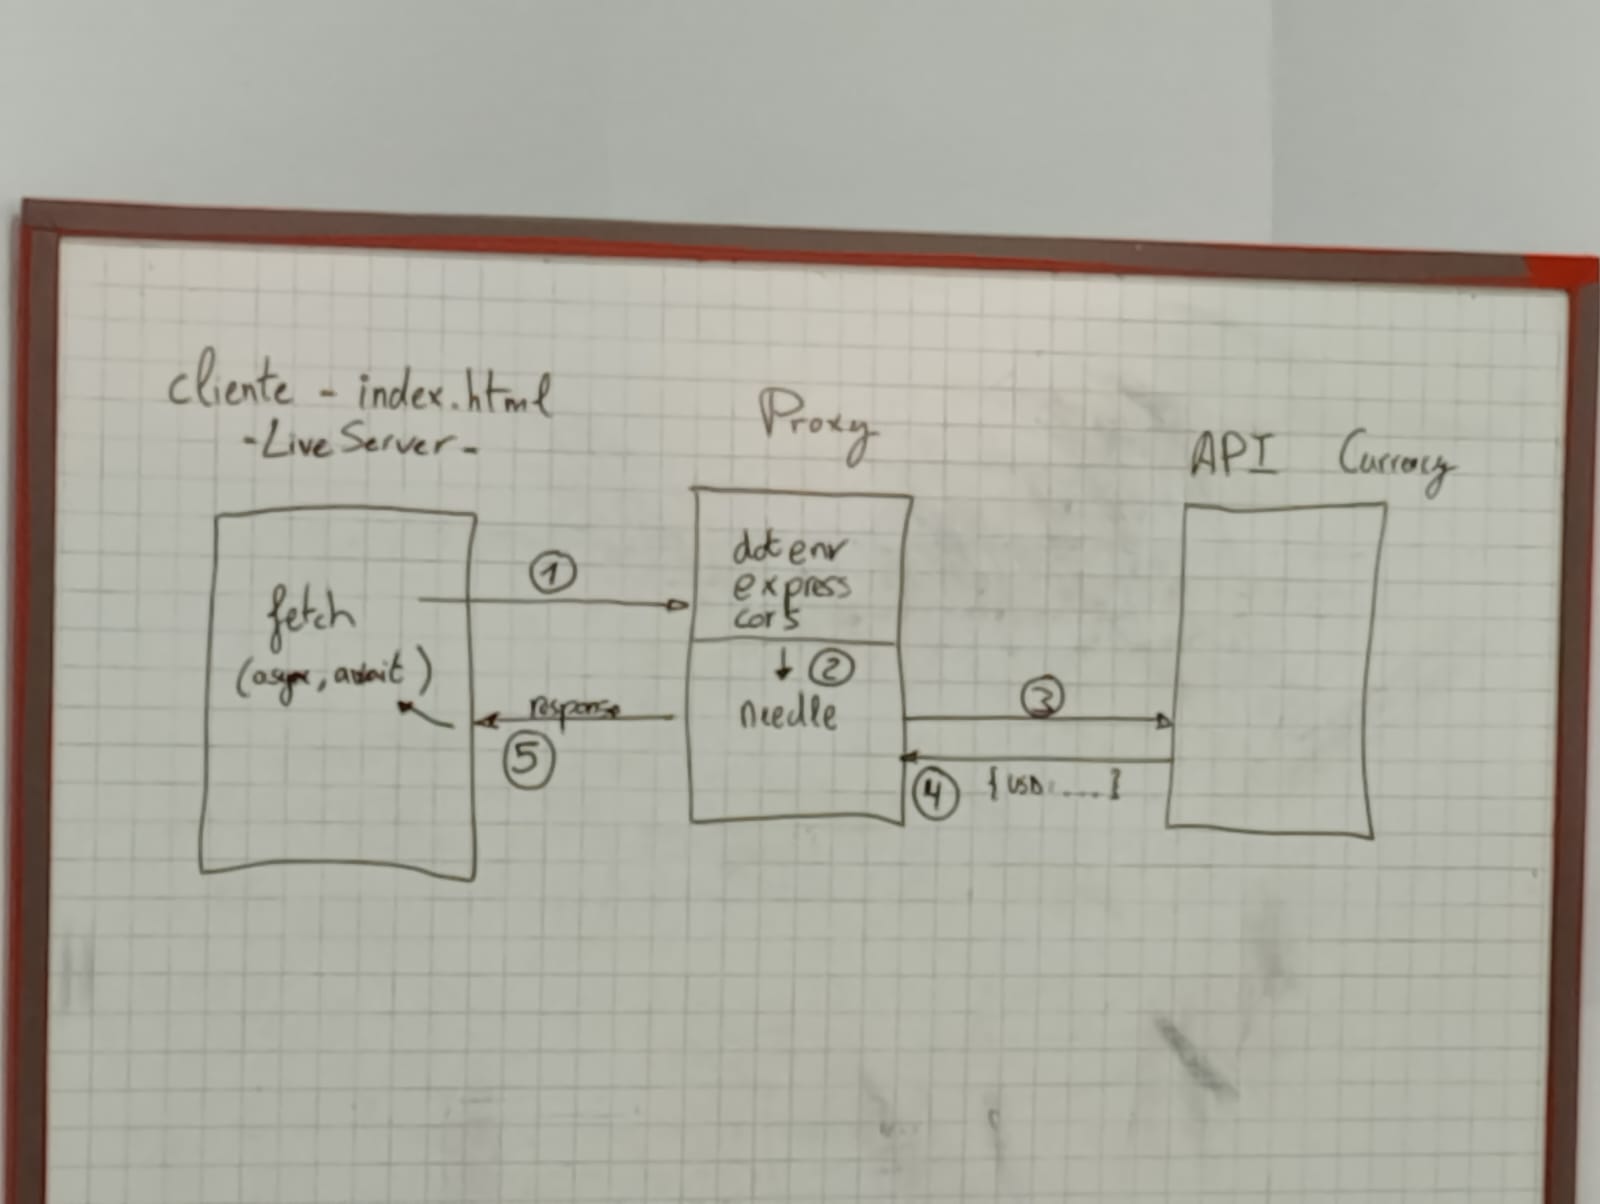 cliente - index.html
- Live Server -
Proxy
API Currency
fetch
(async, await)
1
dotenv
express
cors
2
needle
response
5
3
4
{ USD: ..... }